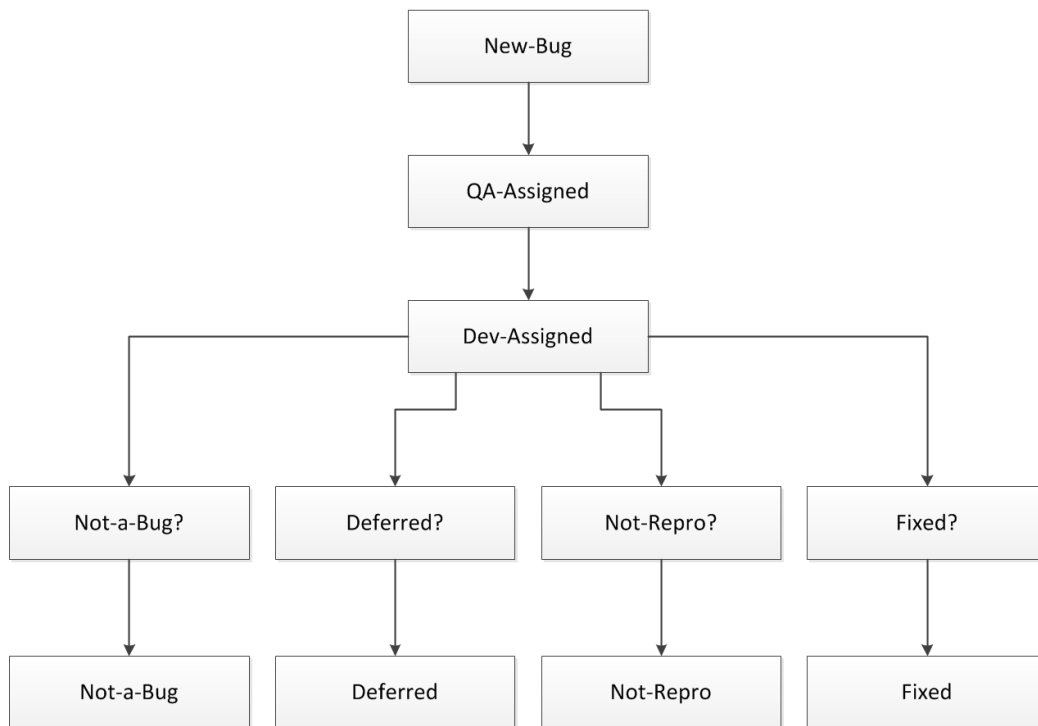 New-Bug
QA-Assigned
Dev-Assigned
Not-a-Bug?
Deferred?
Not-Repro?
Fixed?
Not-a-Bug
Deferred
Not-Repro
Fixed